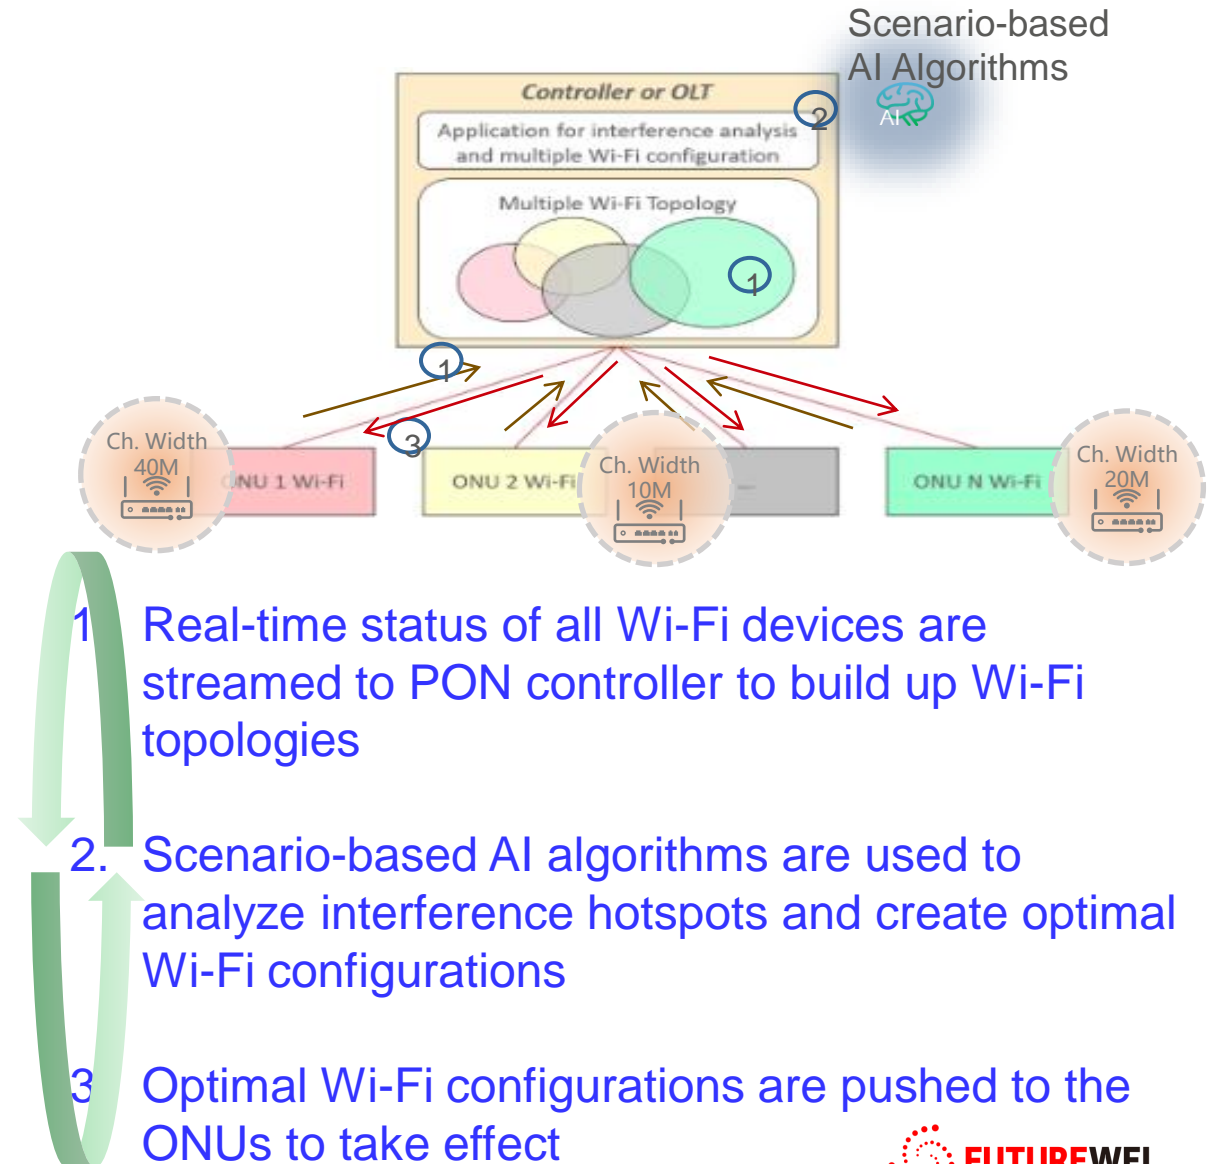 Scenario-based
AI Algorithms
AI
Controller or OLT
2
Application for interference analysis
and multiple Wi-Fi configuration
Multiple Wi-Fi Topology
1
1
3
Ch. Width
40M
ONU 1 Wi-Fi
ONU 2 Wi-Fi
Ch. Width
10M
...
ONU N Wi-Fi
Ch. Width
20M
1. Real-time status of all Wi-Fi devices are
streamed to PON controller to build up Wi-Fi
topologies
2. Scenario-based AI algorithms are used to
analyze interference hotspots and create optimal
Wi-Fi configurations
3. Optimal Wi-Fi configurations are pushed to the
ONUs to take effect
FUTUREWEI